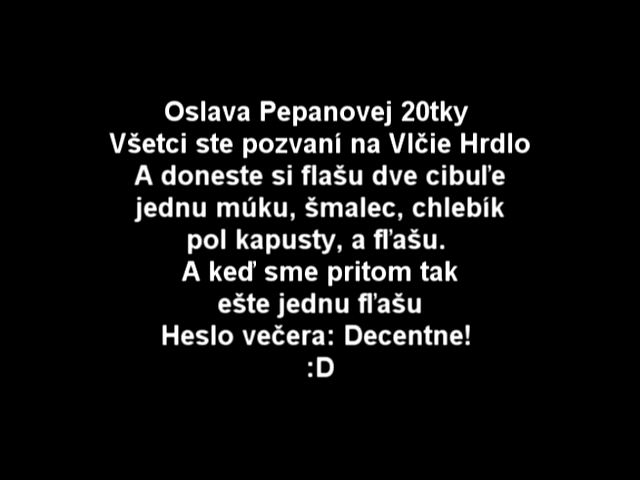 Oslava Pepanovej 20tky
Všetci ste pozvaní na Vlčie Hrdlo
A doneste si flašu dve cibuľe
jednu múku, šmalec, chlebík
pol kapusty, a fľašu.
A keď sme pritom tak
ešte jednu fľašu
Heslo večera: Decentne!
:D